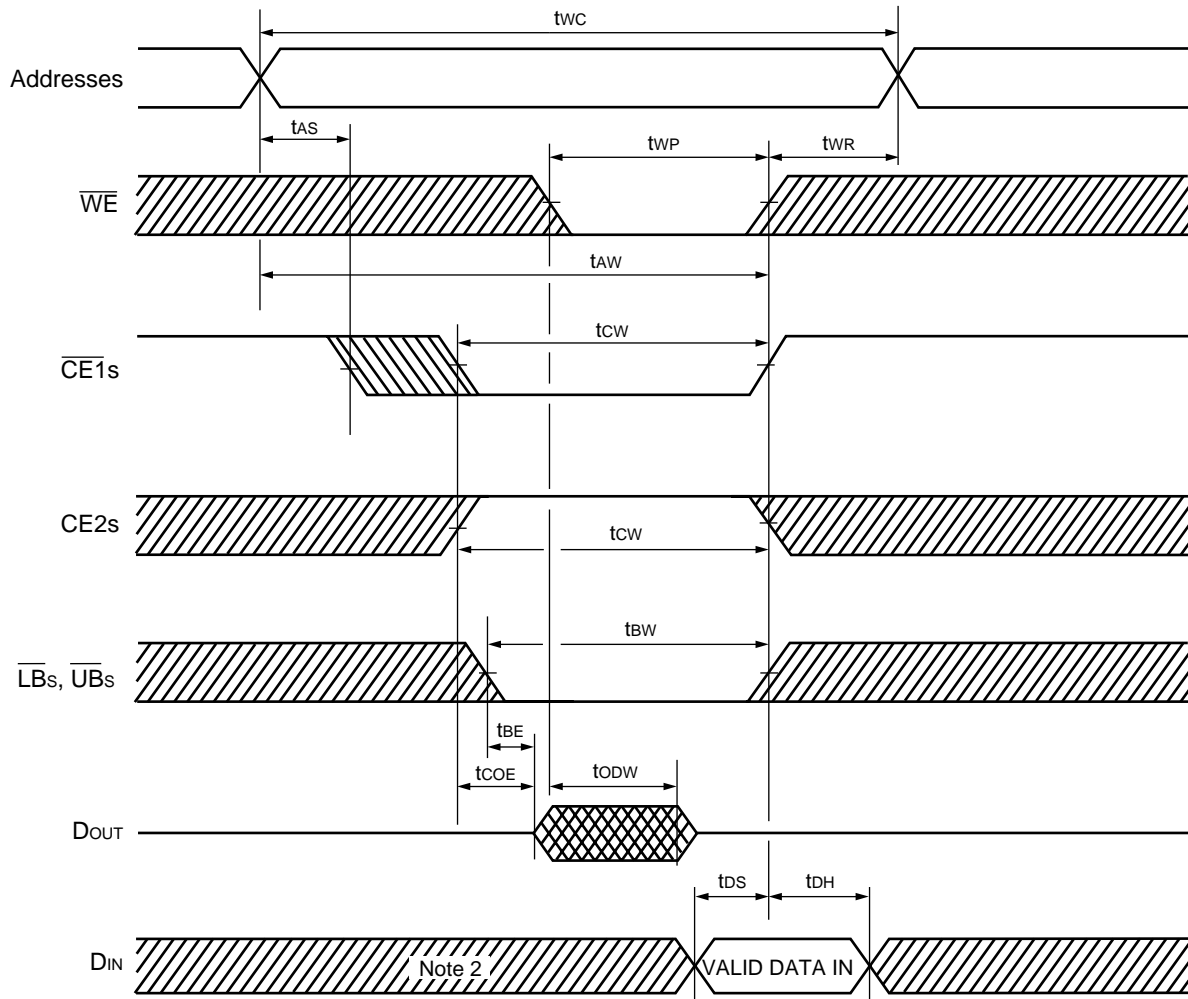 tWC
Addresses
tAS
tWP
tWR
WE
tAW
tCW
CE1s
CE2s
tCW
tBW
LBS, UBS
tBE
tCOE
tODW
DOUT
tDS
tDH
DIN
Note 2
VALID DATA IN